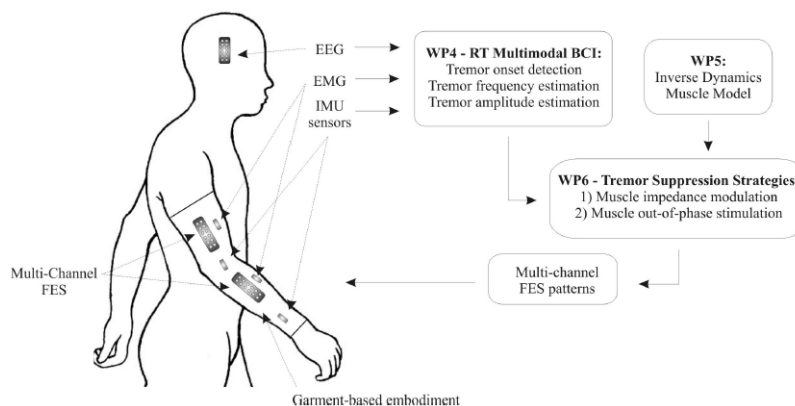 EEG
EMG
IMU
sensors
WP4 - RT Multimodal BCI:
Tremor onset detection
Tremor frequency estimation
Tremor amplitude estimation
WP5:
Inverse Dynamics
Muscle Model
WP6 - Tremor Suppression Strategies
1) Muscle impedance modulation
2) Muscle out-of-phase stimulation
Multi-Channel
FES
Multi-channel
FES patterns
Garment-based embodiment